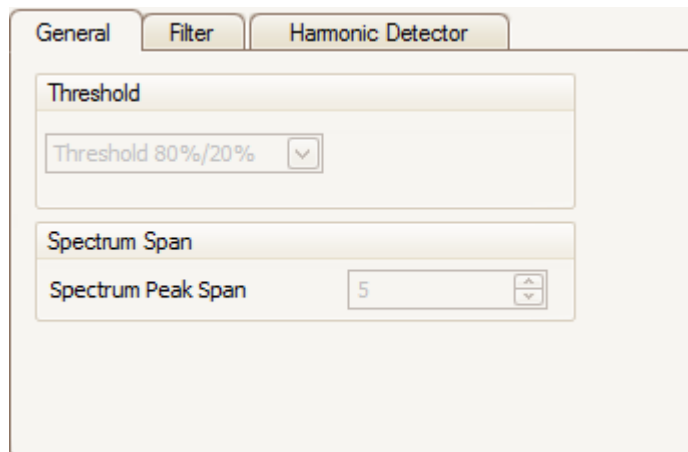 General Filter Harmonic Detector
Threshold
Threshold 80%/20%
Spectrum Span
Spectrum Peak Span 5